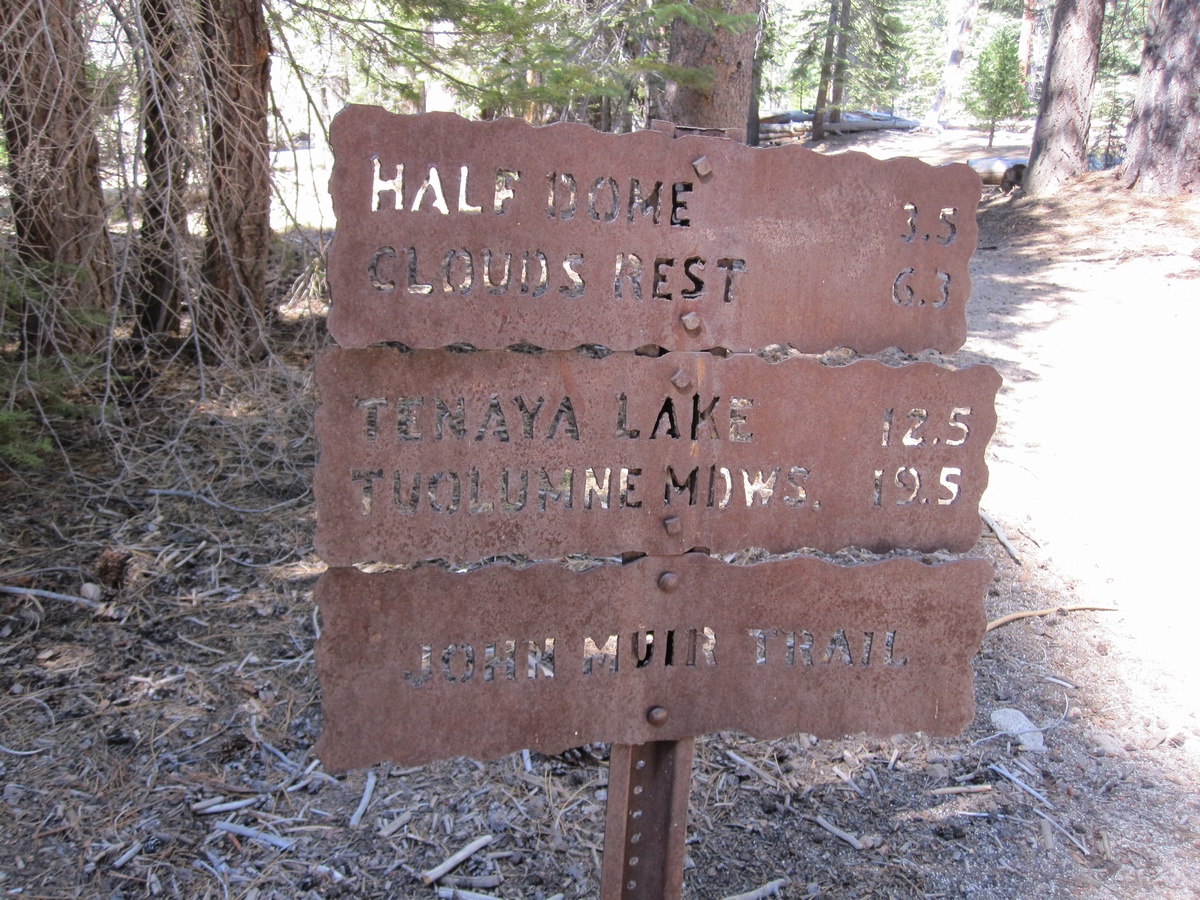 HALF DOME 3.5
CLOUDS REST 6.3
TENAYA LAKE 12.5
TUOLUMNE MDWS. 19.5
JOHN MUIR TRAIL